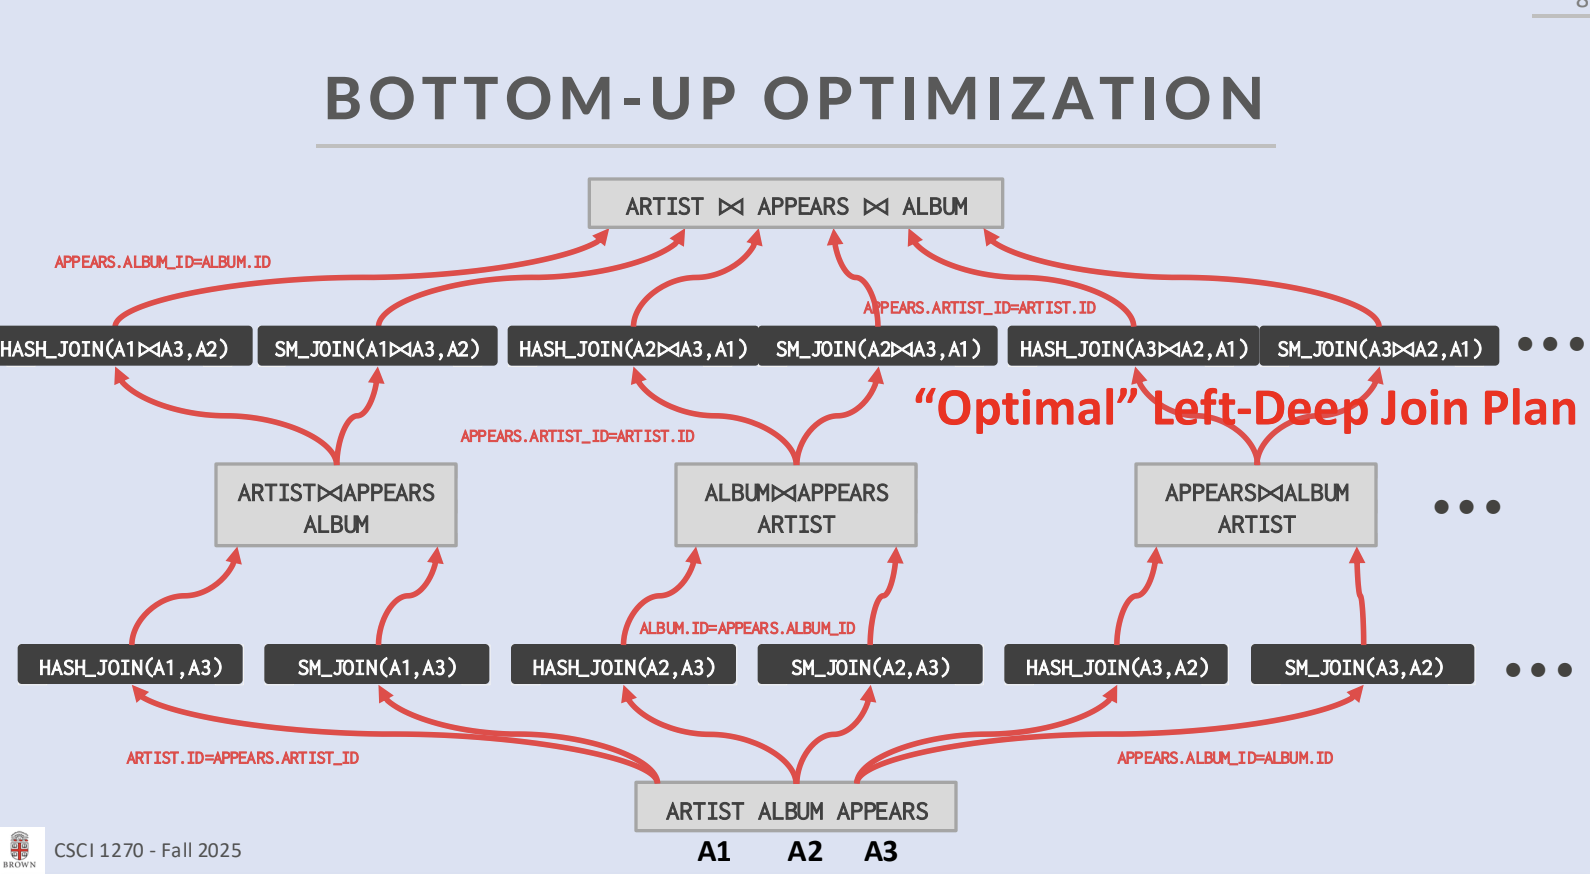 8
BOTTOM-UP OPTIMIZATION
ARTIST ⋈ APPEARS ⋈ ALBUM
APPEARS.ALBUM_ID=ALBUM.ID
APPEARS.ARTIST_ID=ARTIST.ID
HASH_JOIN(A1⋈A3,A2)
SM_JOIN(A1⋈A3,A2)
HASH_JOIN(A2⋈A3,A1)
SM_JOIN(A2⋈A3,A1)
HASH_JOIN(A3⋈A2,A1)
SM_JOIN(A3⋈A2,A1)
•••
“Optimal” Left-Deep Join Plan
APPEARS.ARTIST_ID=ARTIST.ID
ARTIST⋈APPEARS
ALBUM
ALBUM⋈APPEARS
ARTIST
APPEARS⋈ALBUM
ARTIST
•••
ALBUM.ID=APPEARS.ALBUM_ID
HASH_JOIN(A1,A3)
SM_JOIN(A1,A3)
HASH_JOIN(A2,A3)
SM_JOIN(A2,A3)
HASH_JOIN(A3,A2)
SM_JOIN(A3,A2)
•••
ARTIST.ID=APPEARS.ARTIST_ID
APPEARS.ALBUM_ID=ALBUM.ID
ARTIST ALBUM APPEARS
A1 A2 A3
BROWN
CSCI 1270 - Fall 2025